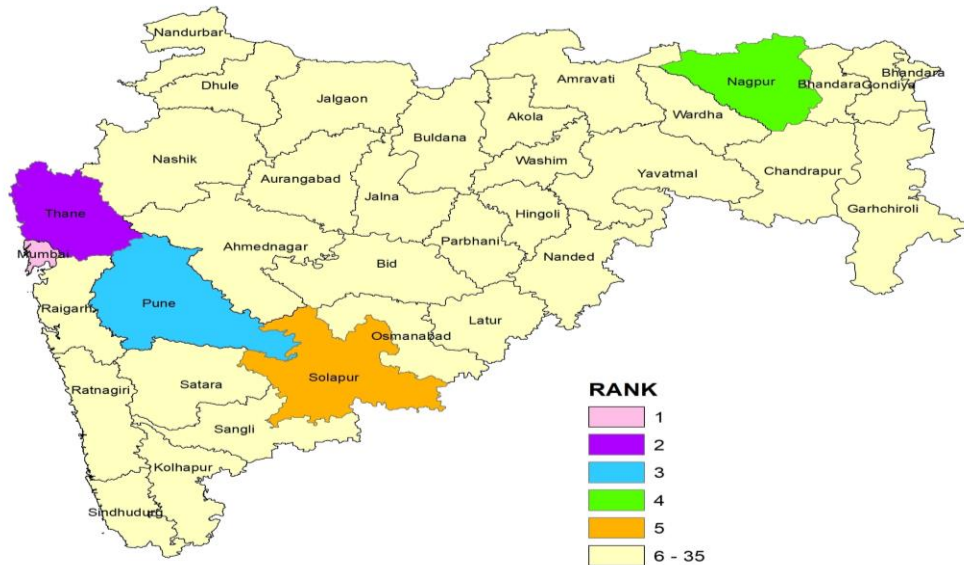 Nandurbar
Dhule
Jalgaon
Amravati
Nagpur
Bhandara
Bhandara
Gondiya
Akola
Wardha
Buldana
Nashik
Washim
Aurangabad
Yavatmal
Chandrapur
Jalna
Garhchiroli
Thane
Hingoli
Ahmednagar
Parbhani
Mumbai
Bid
Nanded
Pune
Raigarh
Latur
Osmanabad
Solapur
Satara
Ratnagiri
Sangli
Kolhapur
Sindhudurg
RANK
1
2
3
4
5
6 - 35